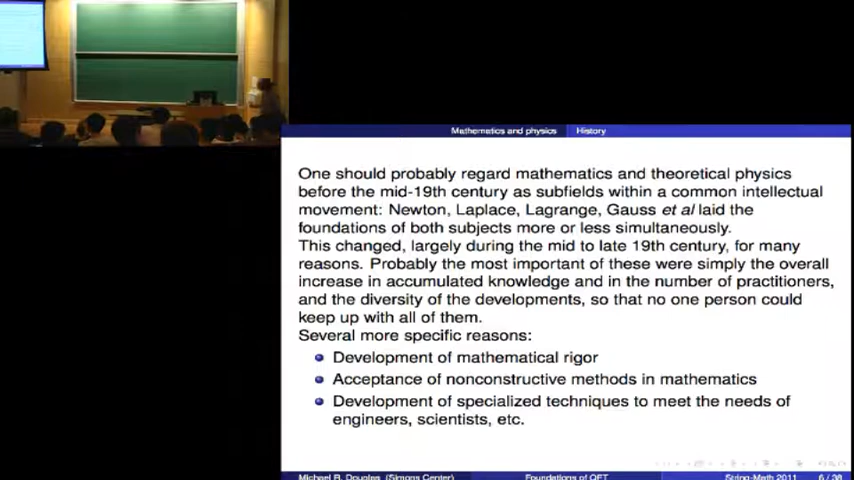 Mathematics and physics History
One should probably regard mathematics and theoretical physics
before the mid-19th century as subfields within a common intellectual
movement: Newton, Laplace, Lagrange, Gauss et al laid the
foundations of both subjects more or less simultaneously.
This changed, largely during the mid to late 19th century, for many
reasons. Probably the most important of these were simply the overall
increase in accumulated knowledge and in the number of practitioners,
and the diversity of the developments, so that no one person could
keep up with all of them.
Several more specific reasons:
Development of mathematical rigor
Acceptance of nonconstructive methods in mathematics
Development of specialized techniques to meet the needs of
engineers, scientists, etc.
Michael R. Douglas (Simons Center) Foundations of QFT String-Math 2011 6 / 38